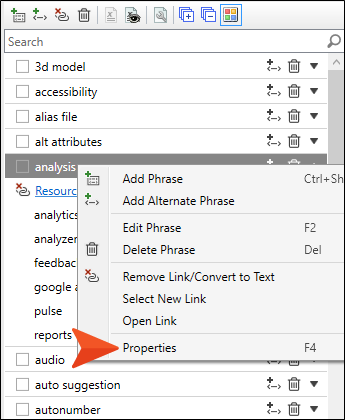 Search
3d model
accessibility
alias file
alt attributes
analysis
Resourc
analytics
analyzer
feedbac
google a
pulse
reports
Add Phrase Ctrl+Sh
Add Alternate Phrase
Edit Phrase F2
Delete Phrase Del
Remove Link/Convert to Text
Select New Link
Open Link
Properties F4
audio
auto suggestion
autonumber